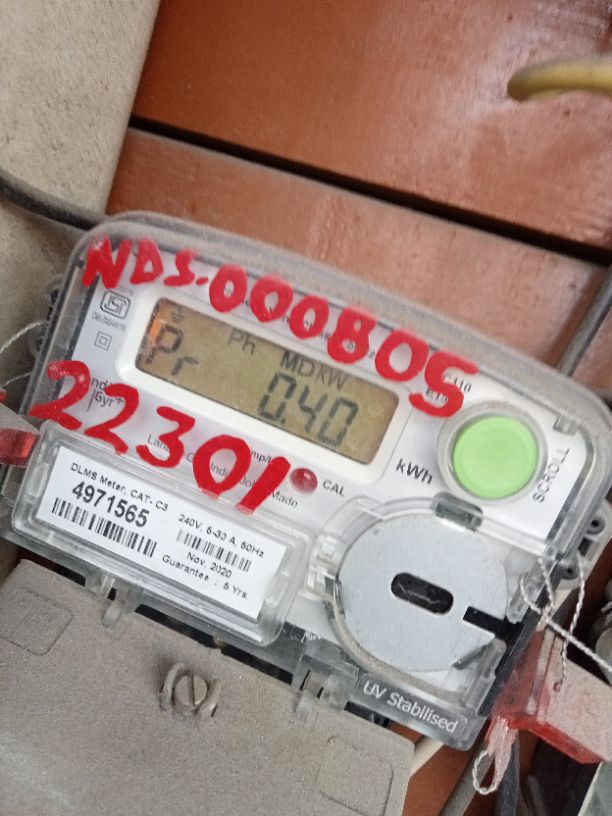 NDS-000805
Ph MD kW
Pr 0.40
22301
kWh
CAL
SCROLL
DLMS Meter, CAT- C3
4971565
240V, 5-30 A, 50Hz
Nov, 2020
Guarantee : 5 Yrs.
UV Stabilised